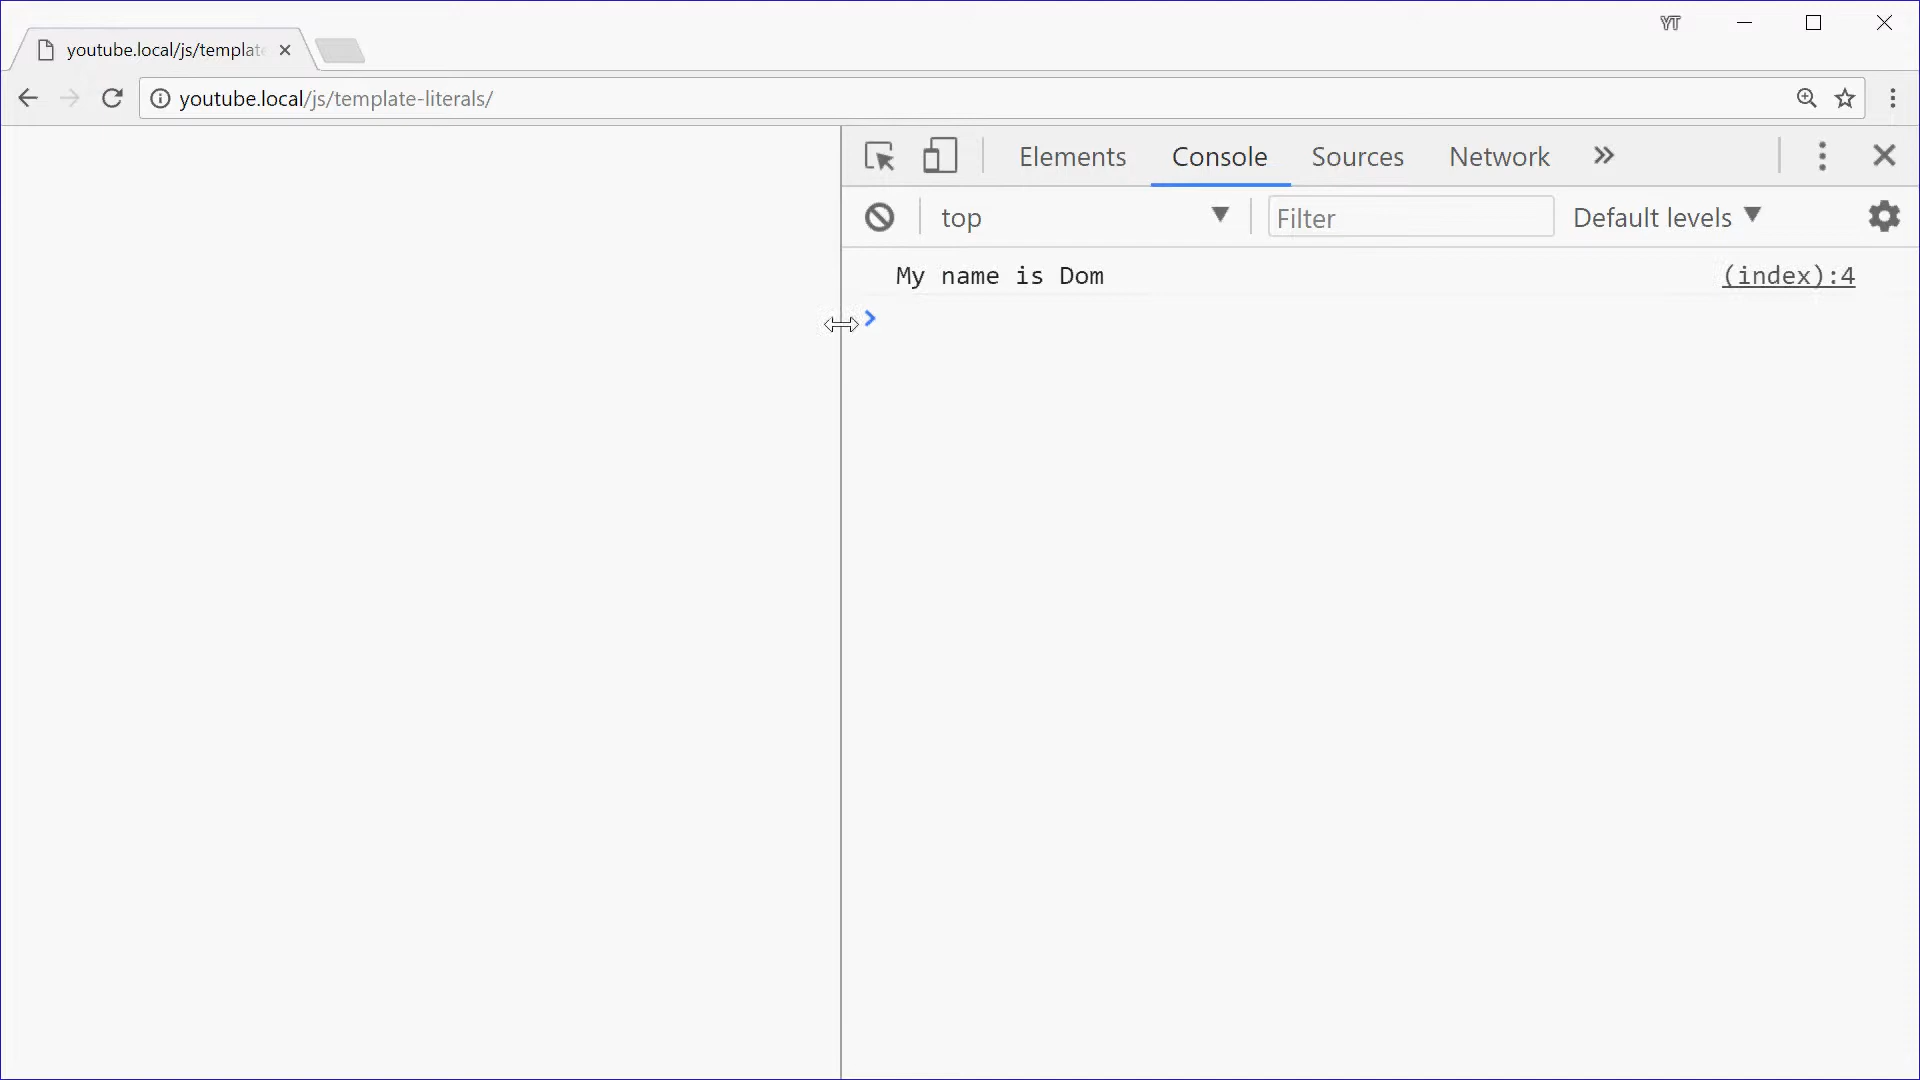 YT
youtube.local/js/templat
youtube.local/js/template-literals/
Elements Console Sources Network
top Filter Default levels
My name is Dom (index):4